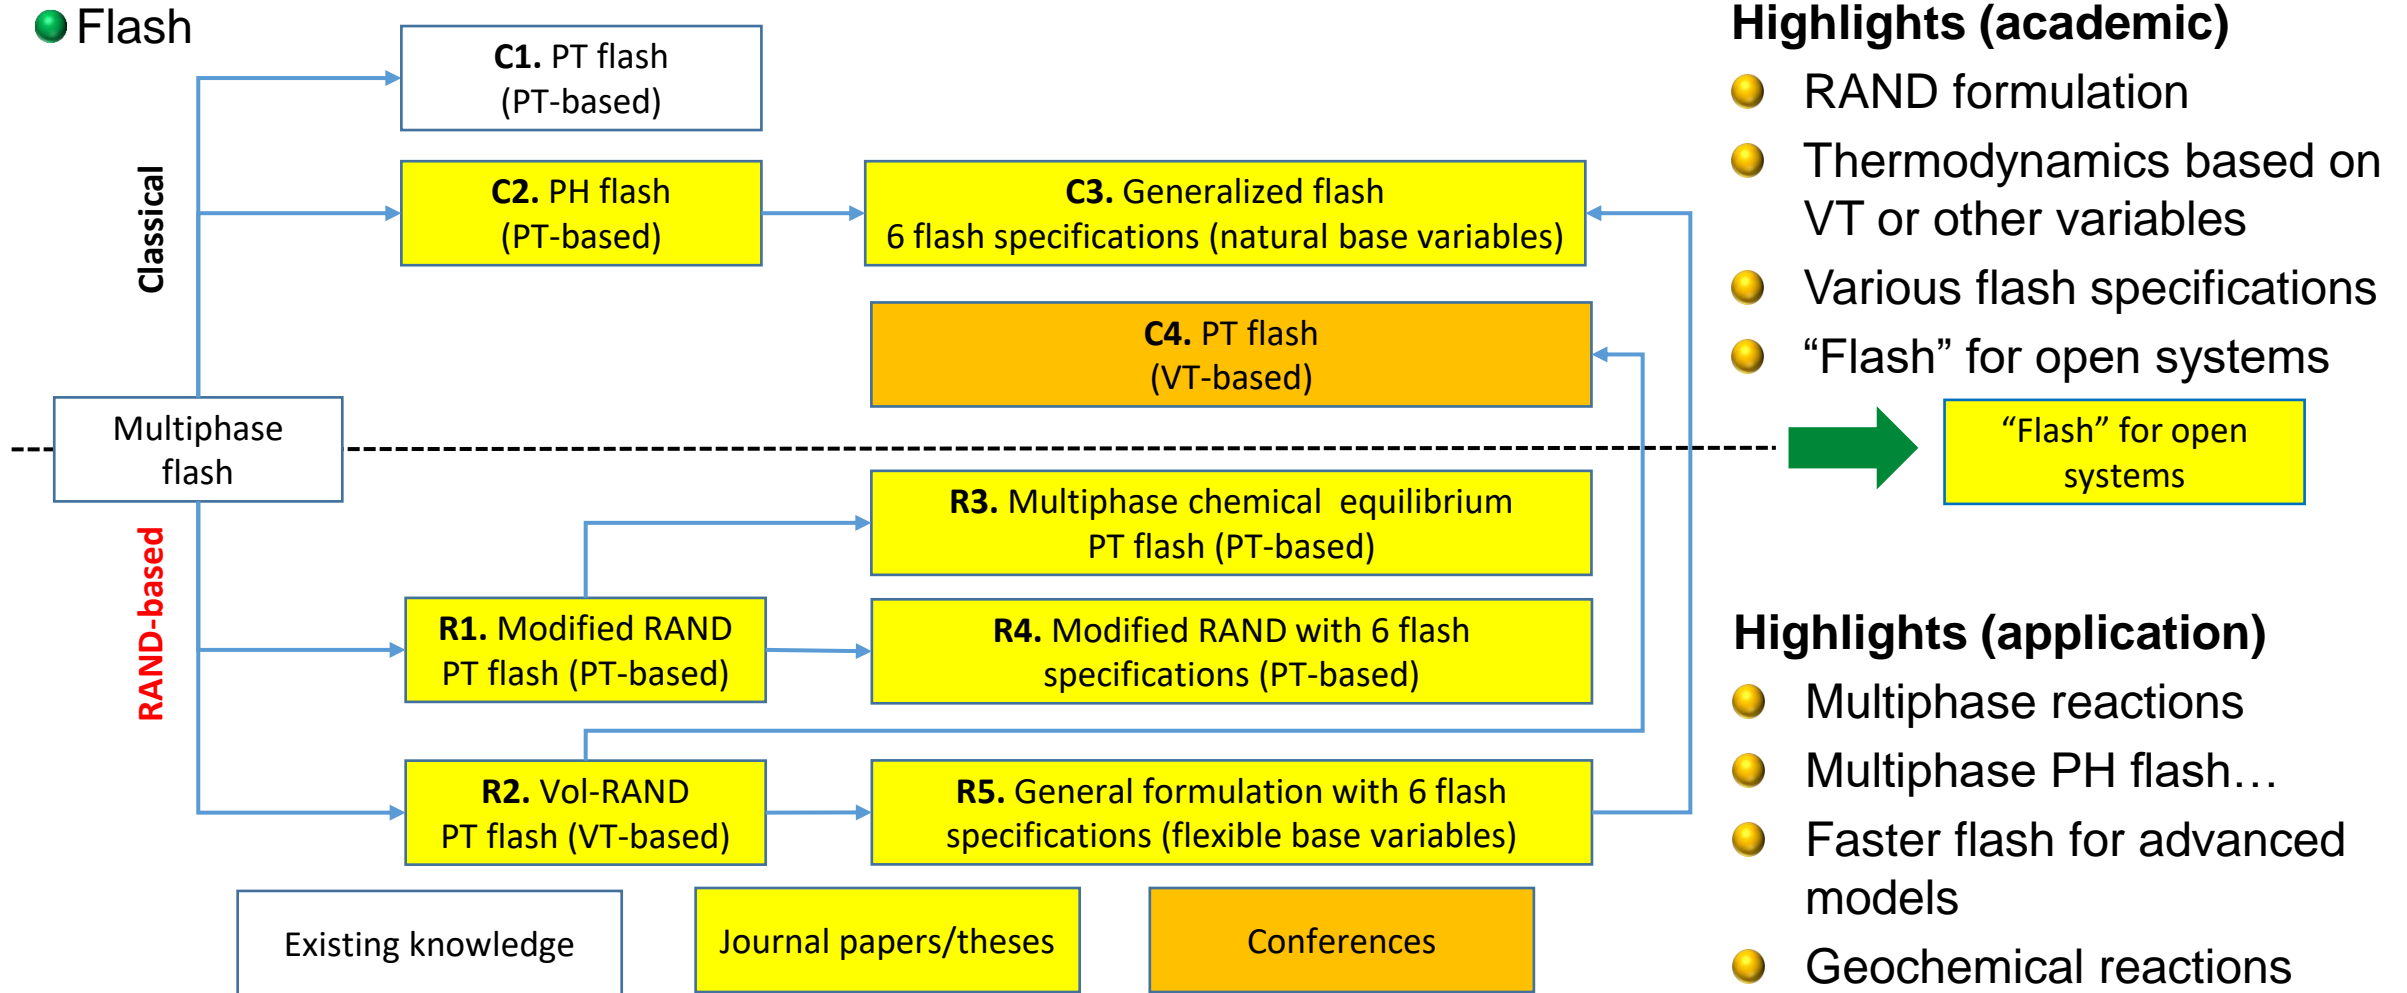 Flash
C1. PT flash
(PT-based)
Classical
C2. PH flash
(PT-based)
C3. Generalized flash
6 flash specifications (natural base variables)
C4. PT flash
(VT-based)
Multiphase
flash
RAND-based
R3. Multiphase chemical  equilibrium
PT flash (PT-based)
R1. Modified RAND
PT flash (PT-based)
R4. Modified RAND with 6 flash
specifications (PT-based)
R2. Vol-RAND
PT flash (VT-based)
R5. General formulation with 6 flash
specifications (flexible base variables)
Existing knowledge
Journal papers/theses
Conferences
Highlights (academic)
RAND formulation
Thermodynamics based on
VT or other variables
Various flash specifications
“Flash” for open systems
“Flash” for open
systems
Highlights (application)
Multiphase reactions
Multiphase PH flash…
Faster flash for advanced
models
Geochemical reactions